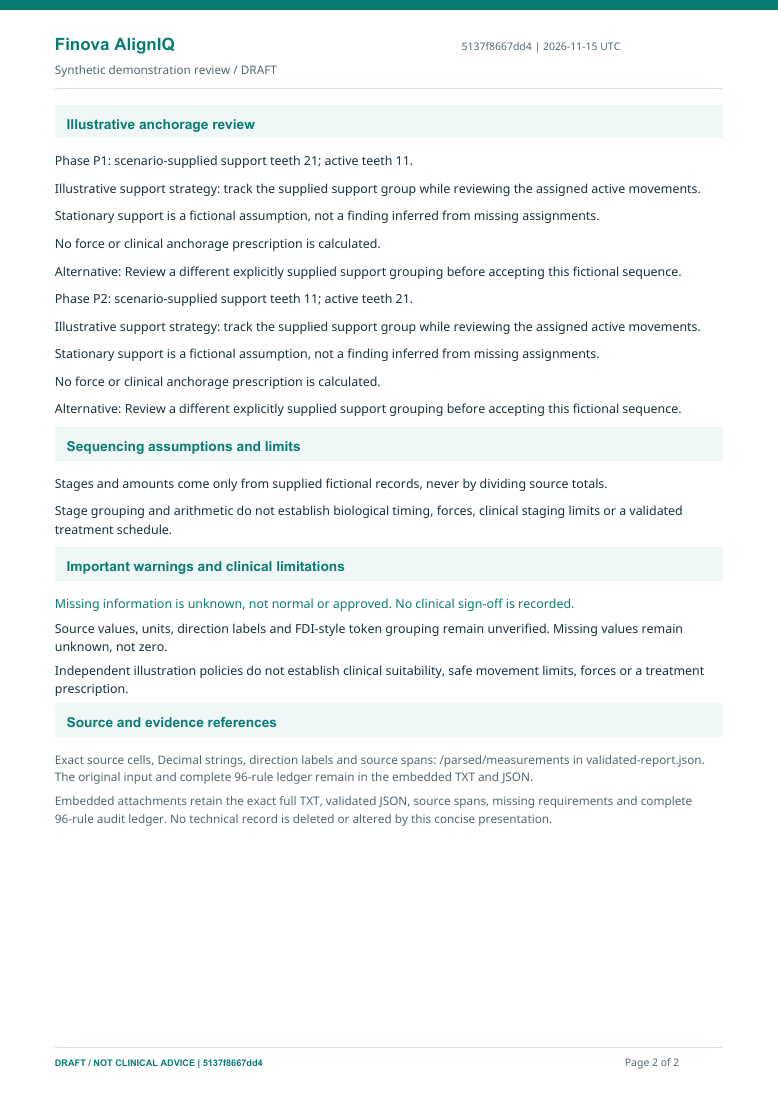 Finova AlignIQ
5137f8667dd4 | 2026-11-15 UTC
Synthetic demonstration review / DRAFT
Illustrative anchorage review
Phase P1: scenario-supplied support teeth 21; active teeth 11.
Illustrative support strategy: track the supplied support group while reviewing the assigned active movements.
Stationary support is a fictional assumption, not a finding inferred from missing assignments.
No force or clinical anchorage prescription is calculated.
Alternative: Review a different explicitly supplied support grouping before accepting this fictional sequence.
Phase P2: scenario-supplied support teeth 11; active teeth 21.
Illustrative support strategy: track the supplied support group while reviewing the assigned active movements.
Stationary support is a fictional assumption, not a finding inferred from missing assignments.
No force or clinical anchorage prescription is calculated.
Alternative: Review a different explicitly supplied support grouping before accepting this fictional sequence.
Sequencing assumptions and limits
Stages and amounts come only from supplied fictional records, never by dividing source totals.
Stage grouping and arithmetic do not establish biological timing, forces, clinical staging limits or a validated
treatment schedule.
Important warnings and clinical limitations
Missing information is unknown, not normal or approved. No clinical sign-off is recorded.
Source values, units, direction labels and FDI-style token grouping remain unverified. Missing values remain
unknown, not zero.
Independent illustration policies do not establish clinical suitability, safe movement limits, forces or a treatment
prescription.
Source and evidence references
Exact source cells, Decimal strings, direction labels and source spans: /parsed/measurements in validated-report.json.
The original input and complete 96-rule ledger remain in the embedded TXT and JSON.
Embedded attachments retain the exact full TXT, validated JSON, source spans, missing requirements and complete
96-rule audit ledger. No technical record is deleted or altered by this concise presentation.
DRAFT / NOT CLINICAL ADVICE | 5137f8667dd4
Page 2 of 2